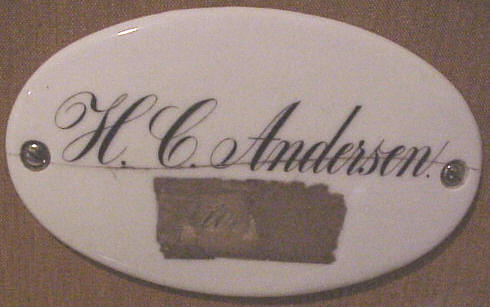 H. C. Andersen.